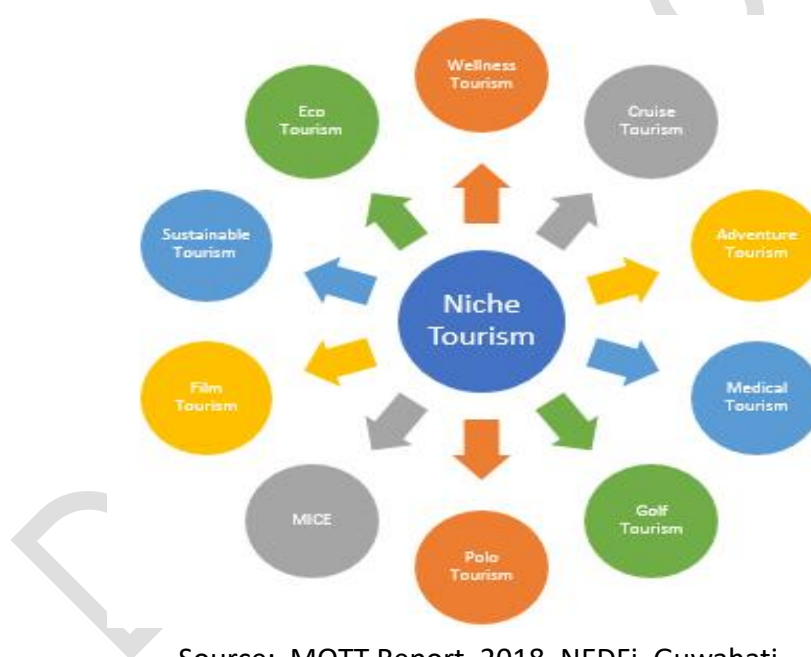 Wellness
Tourism
Eco
Tourism
Cruise
Tourism
Sustainable
Tourism
Adventure
Tourism
Niche
Tourism
Film
Tourism
Medical
Tourism
MICE
Golf
Tourism
Polo
Tourism
Source: MOTT Report, 2018, NEDFi, Guwahati